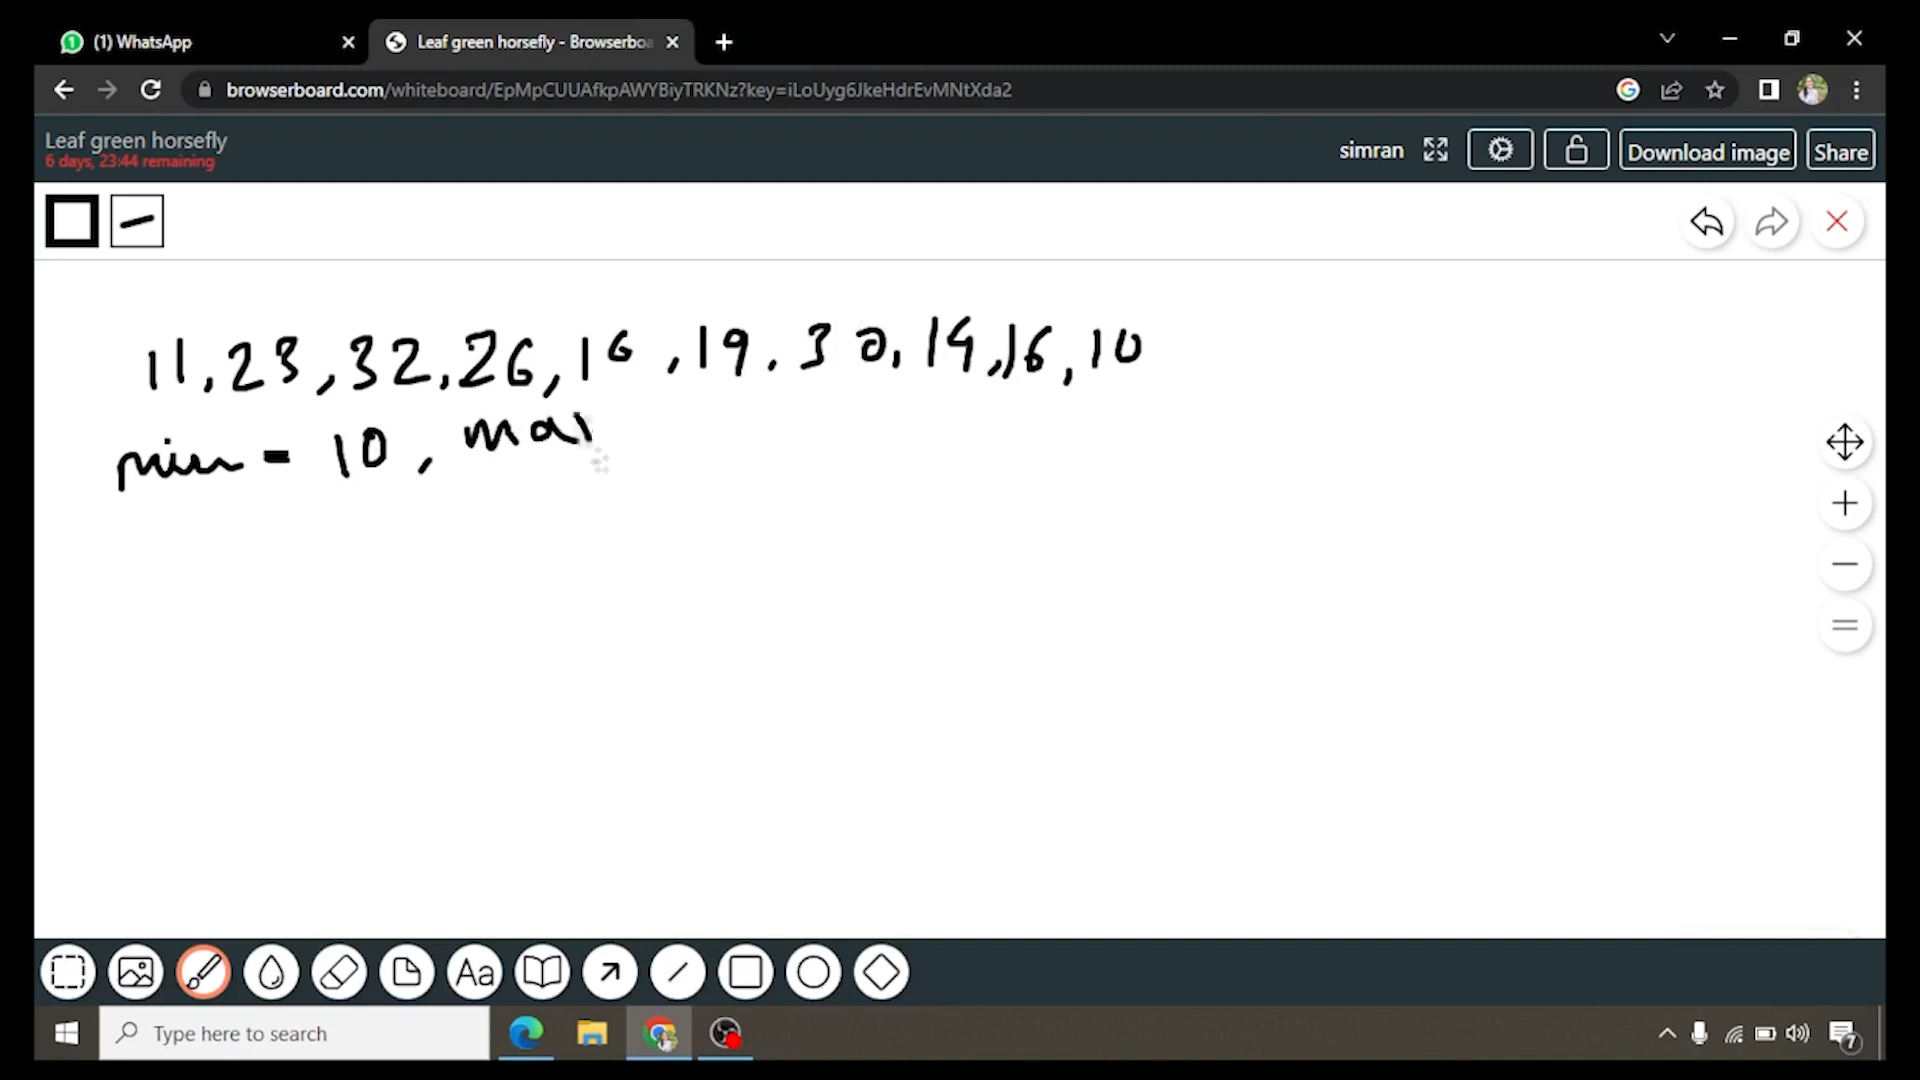 (1) WhatsApp
Leaf green horsefly - Browserboa
browserboard.com/whiteboard/EpMpCUUAfkpAWYBiyTRKNz?key=iLoUyg6JkeHdrEvMNtXda2
Leaf green horsefly
6 days, 23:44 remaining
simran
Download image
Share
11, 23, 32, 26, 16, 19, 30, 14, 16, 10
min = 10, max
Aa
Type here to search
7